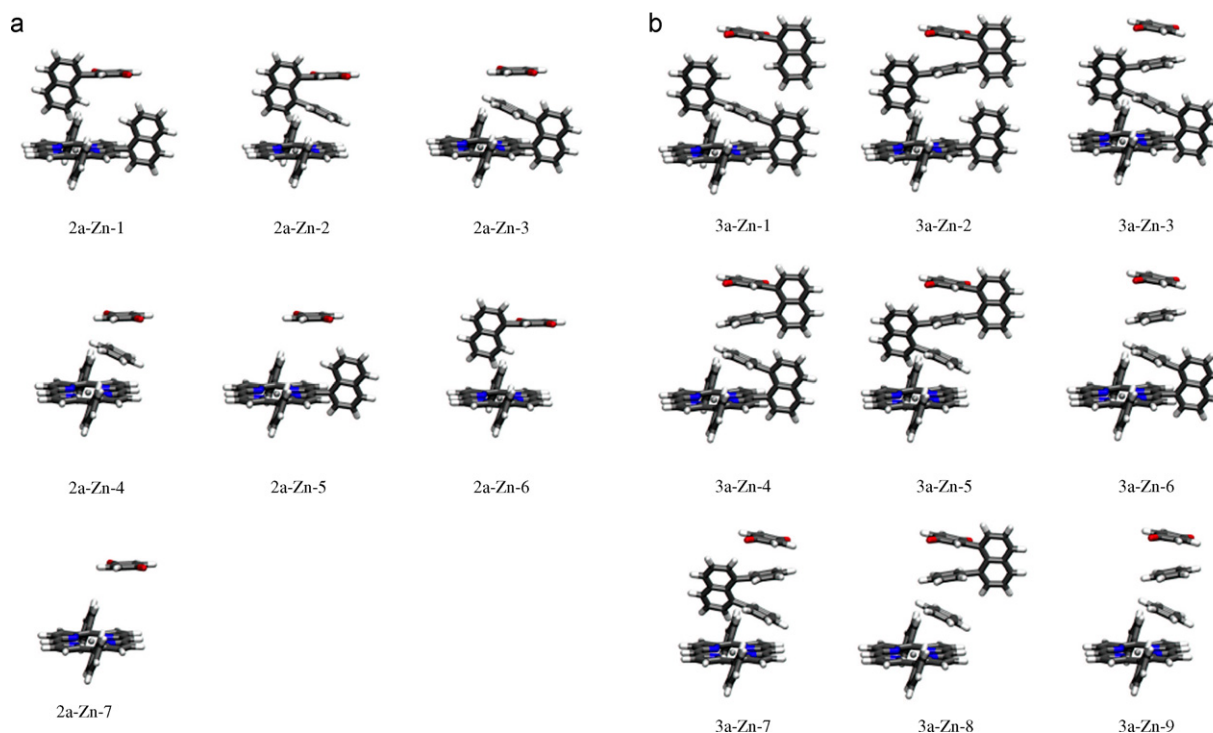 a
b
2a-Zn-1 2a-Zn-2 2a-Zn-3
3a-Zn-1 3a-Zn-2 3a-Zn-3
2a-Zn-4 2a-Zn-5 2a-Zn-6
3a-Zn-4 3a-Zn-5 3a-Zn-6
2a-Zn-7
3a-Zn-7 3a-Zn-8 3a-Zn-9